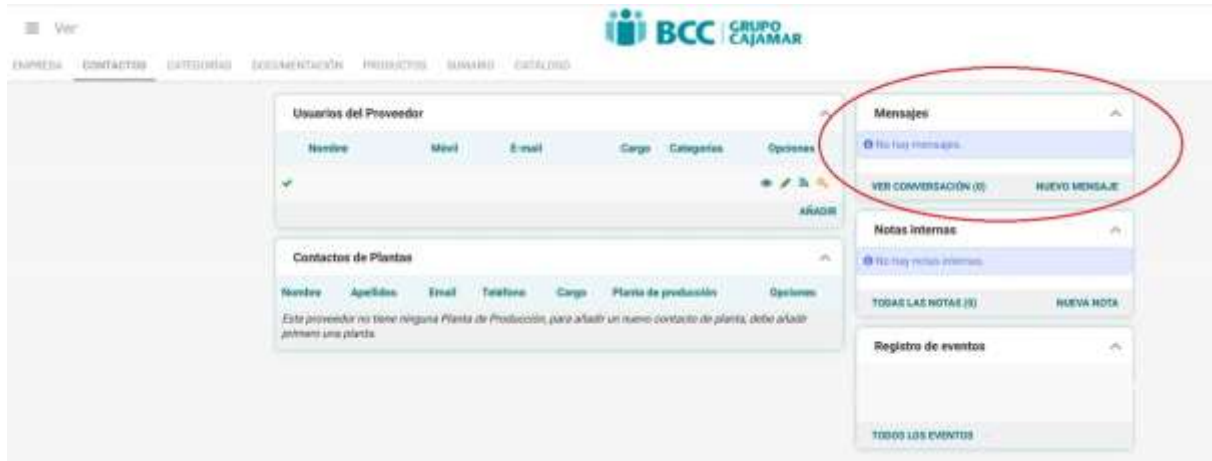 Ver
BCC GRUPO CAJAMAR
EMPRESA CONTACTOS CATEGORÍAS DOCUMENTACIÓN PRODUCTOS SUMARIO CATÁLOGO
Usuarios del Proveedor
Nombre Móvil E-mail Cargo Categorías Opciones
AÑADIR
Contactos de Plantas
Nombre Apellidos Email Teléfono Cargo Planta de producción Opciones
Este proveedor no tiene ninguna Planta de Producción, para añadir un nuevo contacto de planta, debe añadir
primero una planta.
Mensajes
No hay mensajes.
VER CONVERSACIÓN (0) NUEVO MENSAJE
Notas internas
No hay notas internas.
TODAS LAS NOTAS (0) NUEVA NOTA
Registro de eventos
TODOS LOS EVENTOS